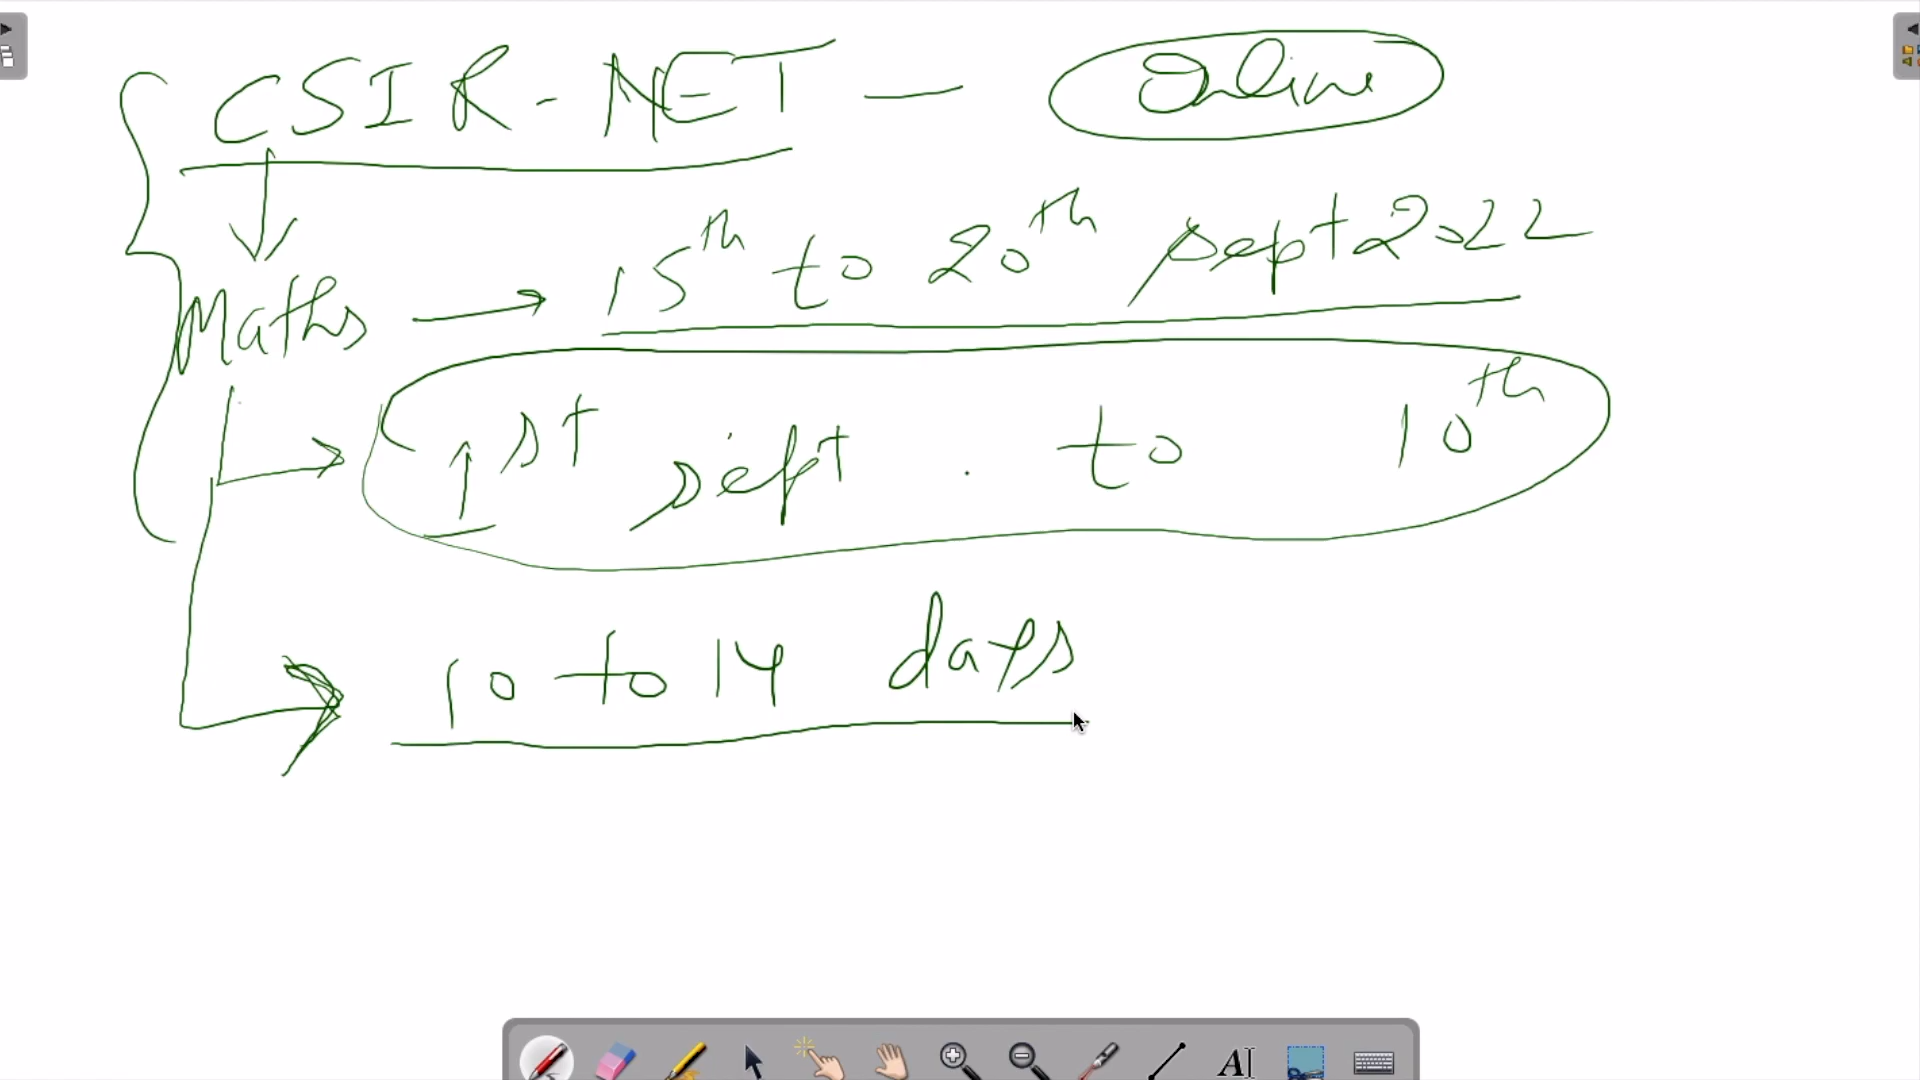 CSIR-NET — Online
Maths → 15th to 20th sept 2022
1st sept . to 10th
10 to 14 days